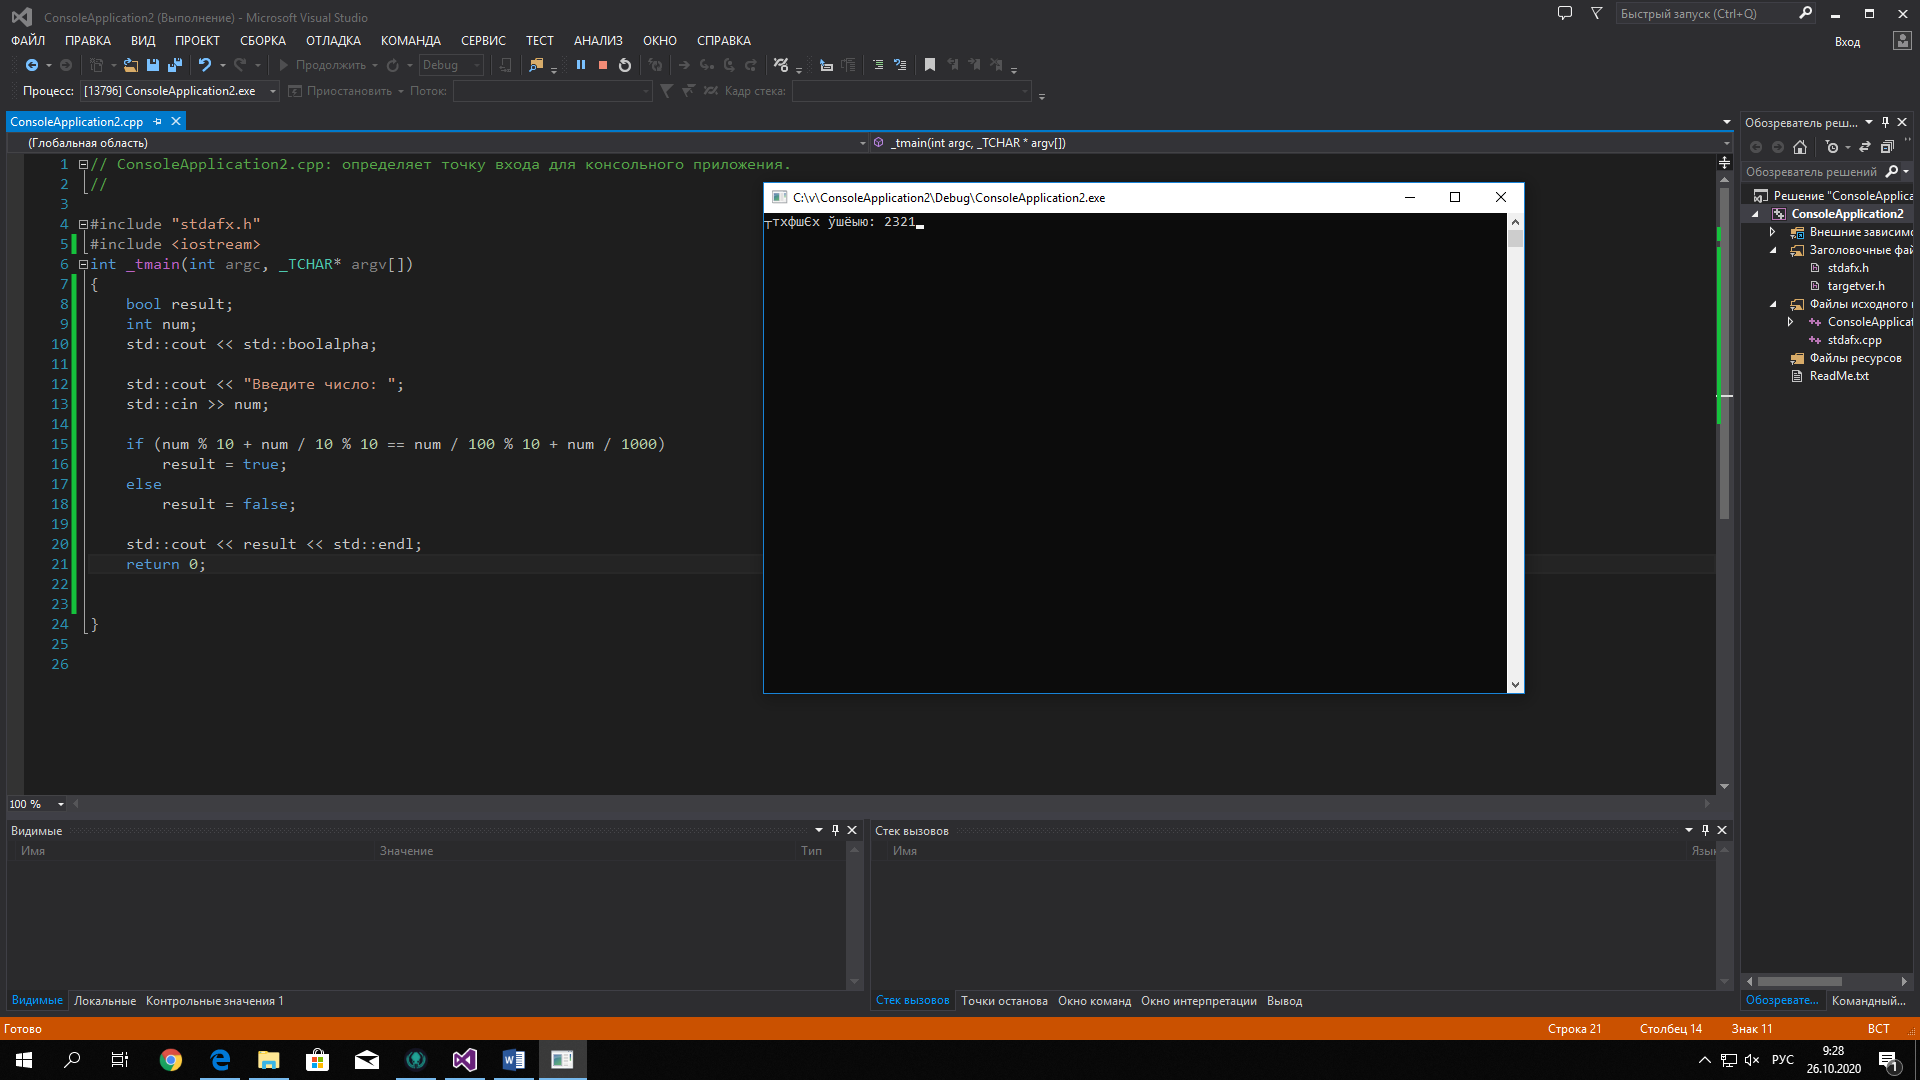 ConsoleApplication2 (Выполнение) - Microsoft Visual Studio
Быстрый запуск (Ctrl+Q)
ФАЙЛ ПРАВКА ВИД ПРОЕКТ СБОРКА ОТЛАДКА КОМАНДА СЕРВИС ТЕСТ АНАЛИЗ ОКНО СПРАВКА
Вход
Продолжить Debug
Процесс: [13796] ConsoleApplication2.exe Приостановить Поток: Кадр стека:
ConsoleApplication2.cpp
(Глобальная область) _tmain(int argc, _TCHAR * argv[])
1 // ConsoleApplication2.cpp: определяет точку входа для консольного приложения.
2 //
3
4 #include "stdafx.h"
5 #include <iostream>
6 int _tmain(int argc, _TCHAR* argv[])
7 {
8 bool result;
9 int num;
10 std::cout << std::boolalpha;
11
12 std::cout << "Введите число: ";
13 std::cin >> num;
14
15 if (num % 10 + num / 10 % 10 == num / 100 % 10 + num / 1000)
16 result = true;
17 else
18 result = false;
19
20 std::cout << result << std::endl;
21 return 0;
22
23
24 }
25
26
C:\v\ConsoleApplication2\Debug\ConsoleApplication2.exe
┬тхфшЄх ўшёыю: 2321
Обозреватель реш...
Обозреватель решений
Решение "ConsoleApplica
ConsoleApplication2
Внешние зависимо
Заголовочные фай
stdafx.h
targetver.h
Файлы исходного
ConsoleApplicat
stdafx.cpp
Файлы ресурсов
ReadMe.txt
100 %
Видимые
Имя Значение Тип
Видимые Локальные Контрольные значения 1
Стек вызовов
Имя Язык
Стек вызовов Точки останова Окно команд Окно интерпретации Вывод
Обозревате... Командный...
Готово Строка 21 Столбец 14 Знак 11 ВСТ
РУС
9:28
26.10.2020
1